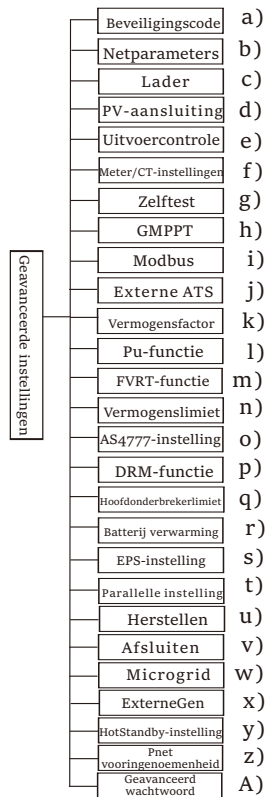 Geavanceerde instellingen
Beveiligingscode a)
Netparameters b)
Lader c)
PV-aansluiting d)
Uitvoercontrole e)
Meter/CT-instellingen f)
Zelftest g)
GMPPT h)
Modbus i)
Externe ATS j)
Vermogensfactor k)
Pu-functie l)
FVRT-functie m)
Vermogenslimiet n)
AS4777-instelling o)
DRM-functie p)
Hoofdonderbrekerlimiet q)
Batterij verwarming r)
EPS-instelling s)
Parallelle instelling t)
Herstellen u)
Afsluiten v)
Microgrid w)
ExterneGen x)
HotStandby-instelling y)
Pnet
vooringenoemenheid z)
Geavanceerd
wachtwoord A)